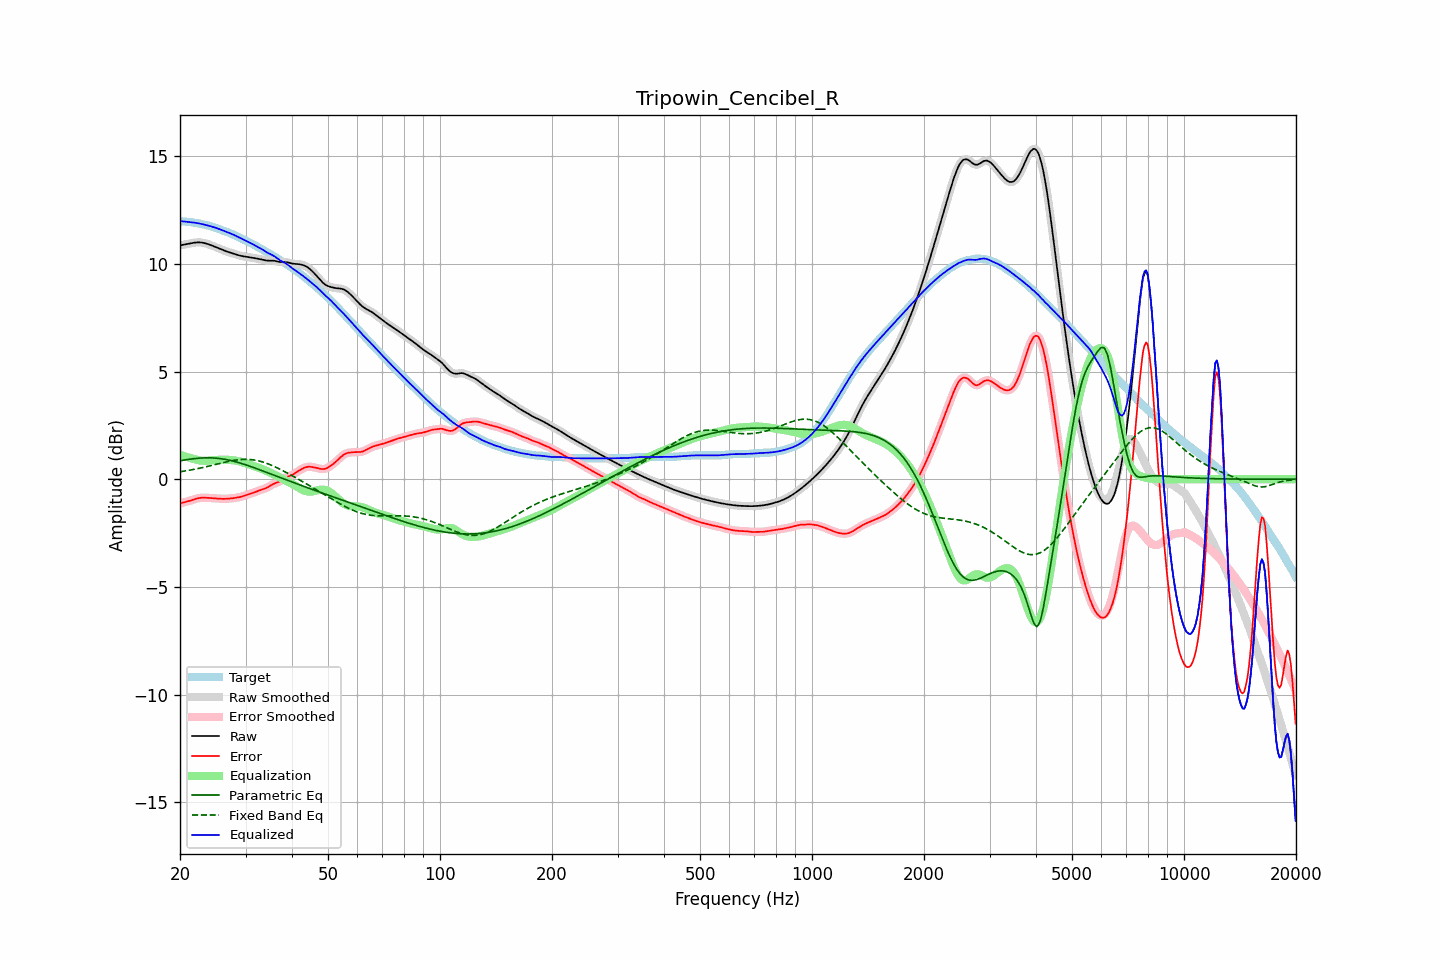 Tripowin_Cencibel_R
Amplitude (dBr)
15
10
5
0
−5
−10
−15
Target
Raw Smoothed
Error Smoothed
Raw
Error
Equalization
Parametric Eq
Fixed Band Eq
Equalized
20 50 100 200 500 1000 2000 5000 10000 20000
Frequency (Hz)